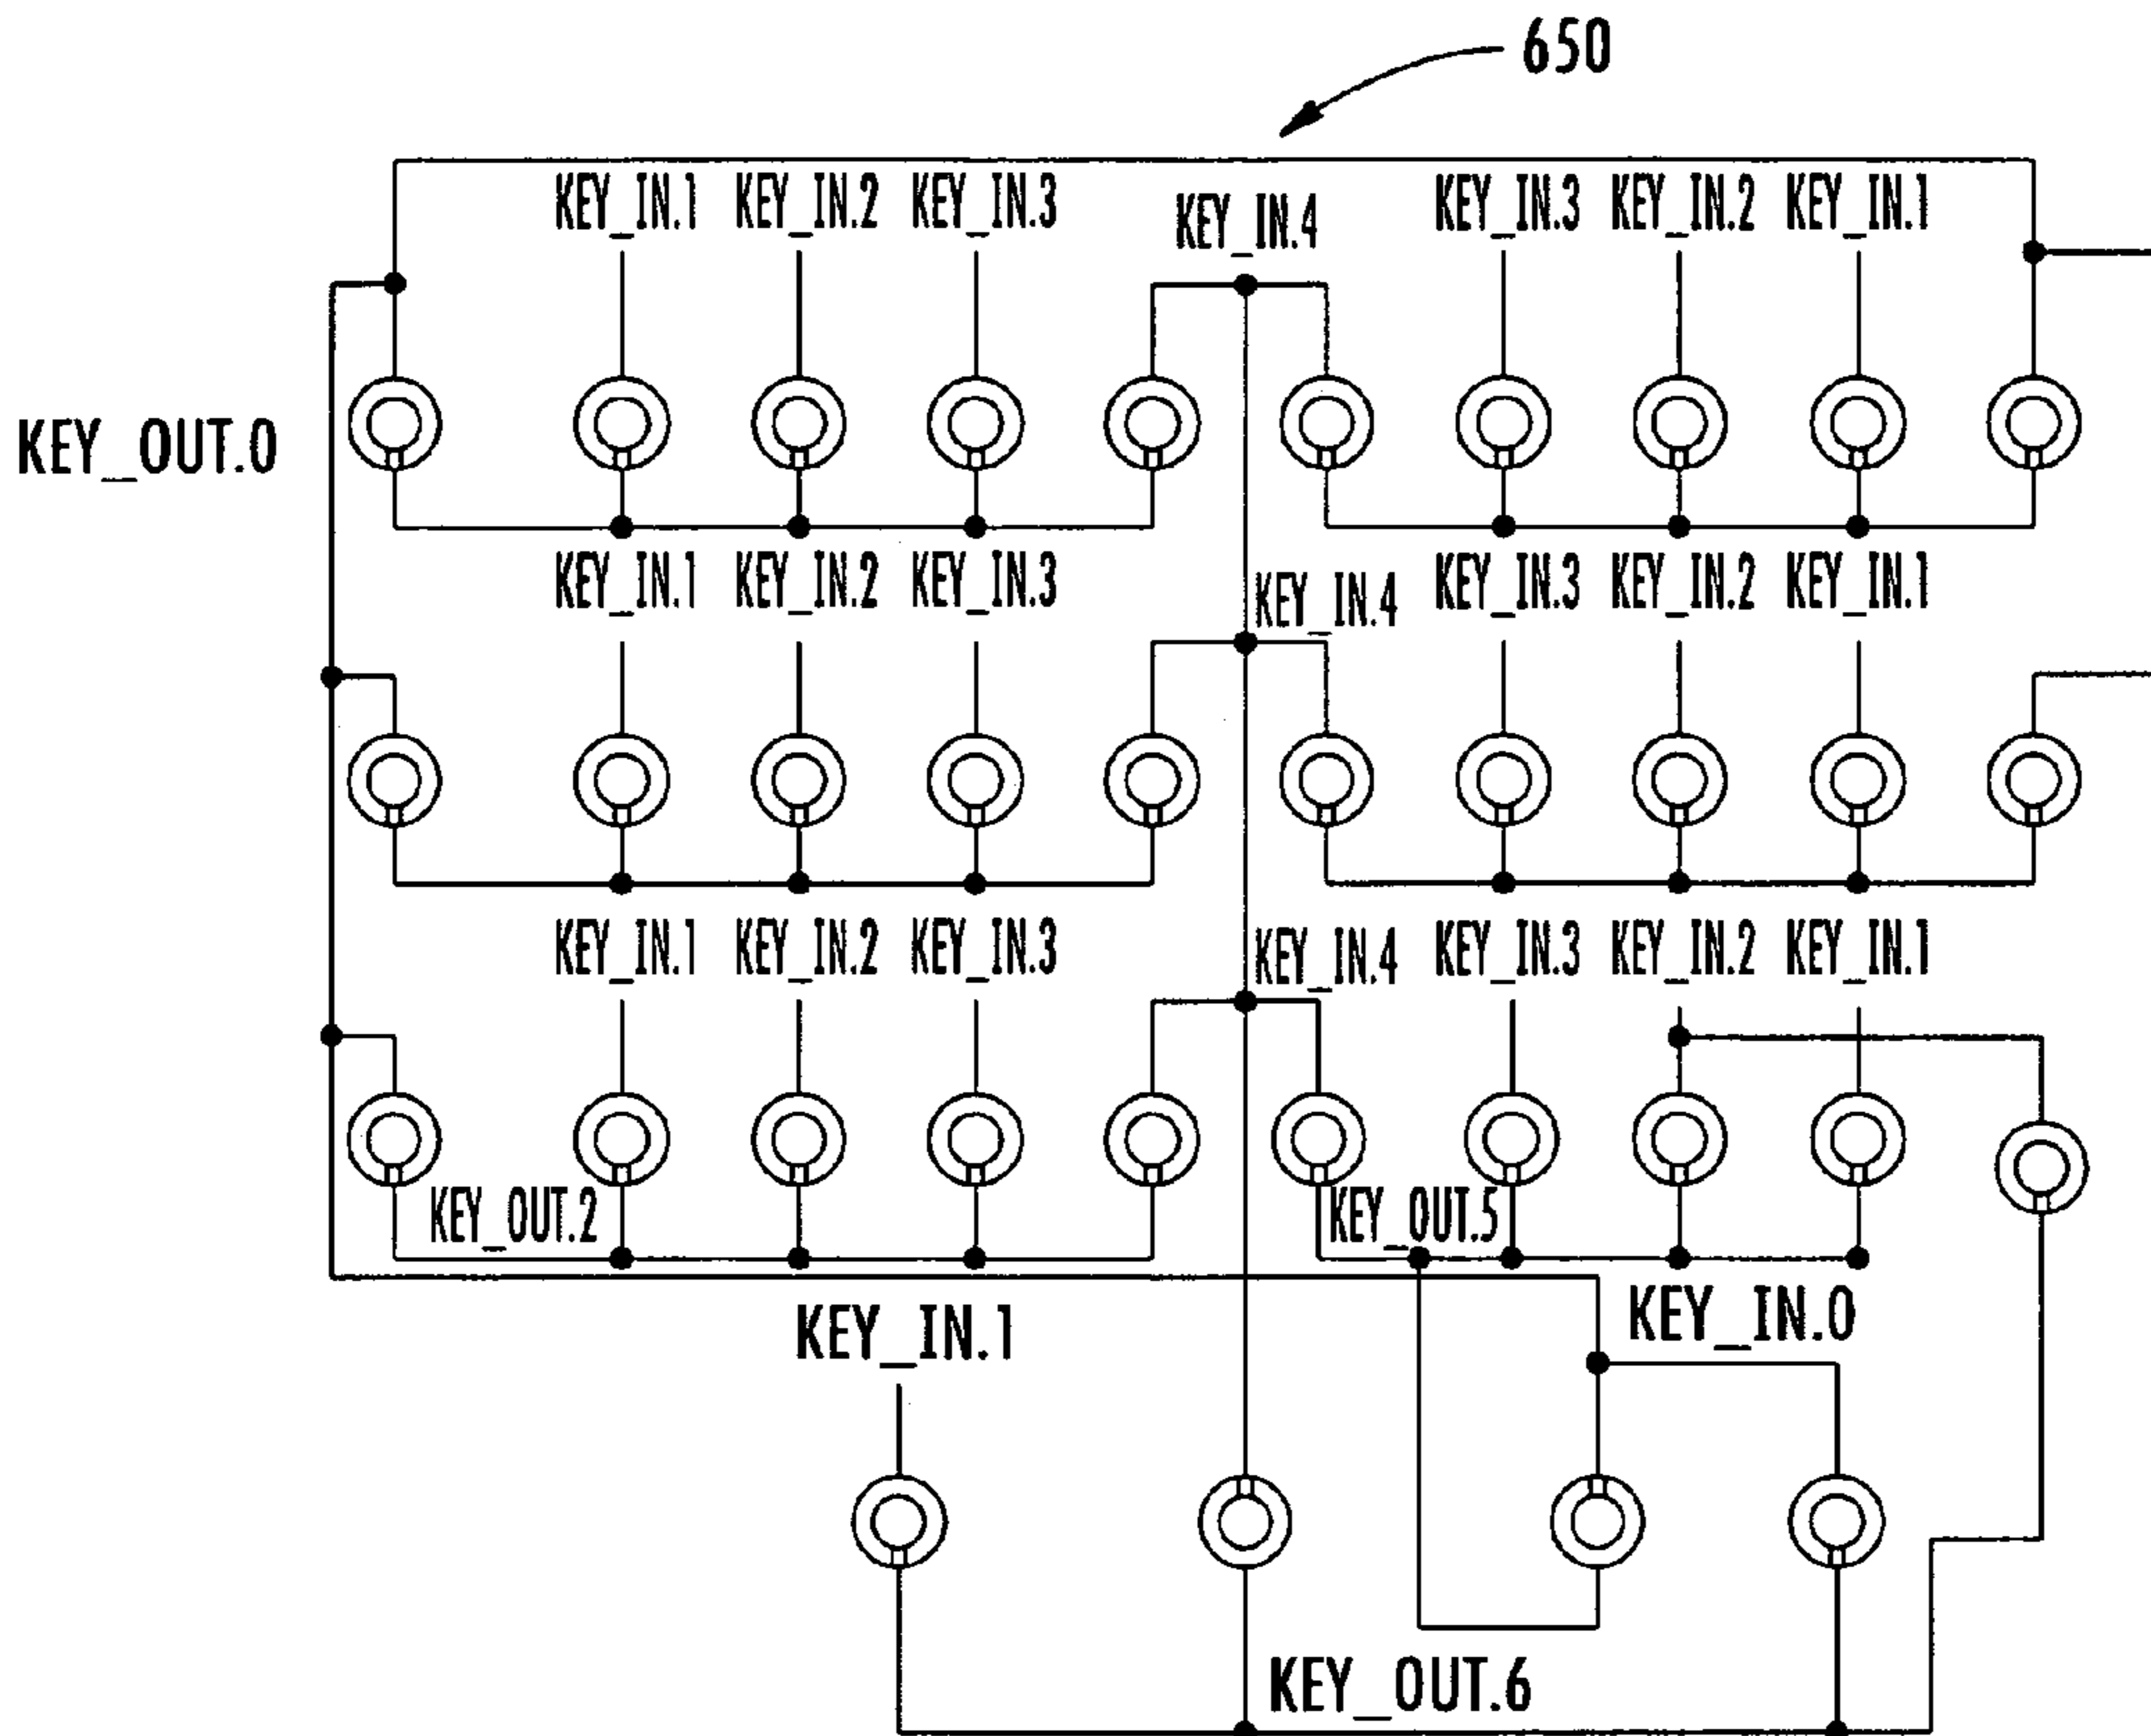 650
KEY_IN.1 KEY_IN.2 KEY_IN.3 KEY_IN.4 KEY_IN.3 KEY_IN.2 KEY_IN.1
KEY_OUT.0
KEY_IN.1 KEY_IN.2 KEY_IN.3 KEY_IN.4 KEY_IN.3 KEY_IN.2 KEY_IN.1
KEY_IN.1 KEY_IN.2 KEY_IN.3 KEY_IN.4 KEY_IN.3 KEY_IN.2 KEY_IN.1
KEY_OUT.2 KEY_OUT.5
KEY_IN.1 KEY_IN.0
KEY_OUT.6